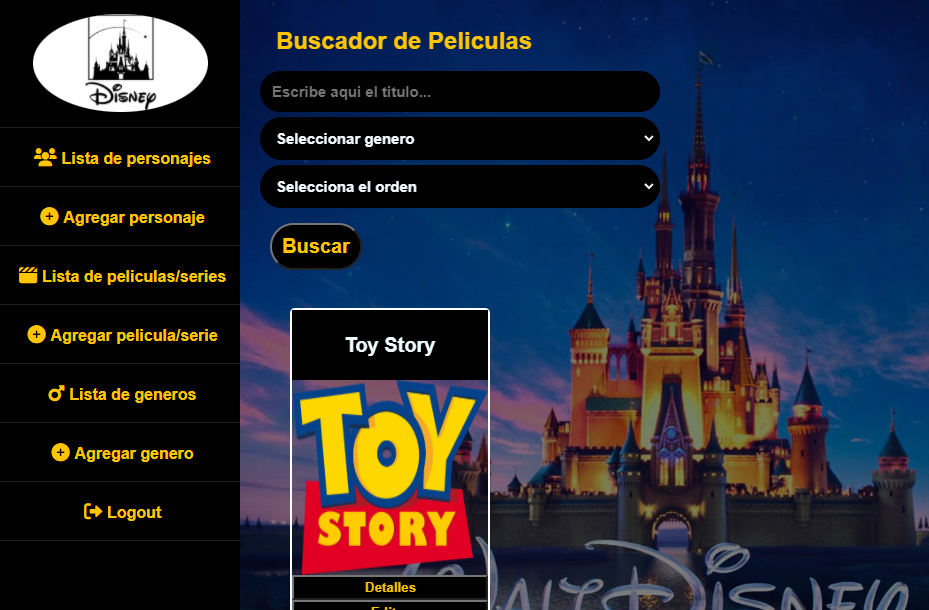 Disney
Lista de personajes
Agregar personaje
Lista de peliculas/series
Agregar pelicula/serie
Lista de generos
Agregar genero
Logout
Buscador de Peliculas
Escribe aqui el titulo...
Seleccionar genero
Selecciona el orden
Buscar
Toy Story
TOY
STORY
Detalles
WALT DISNEY